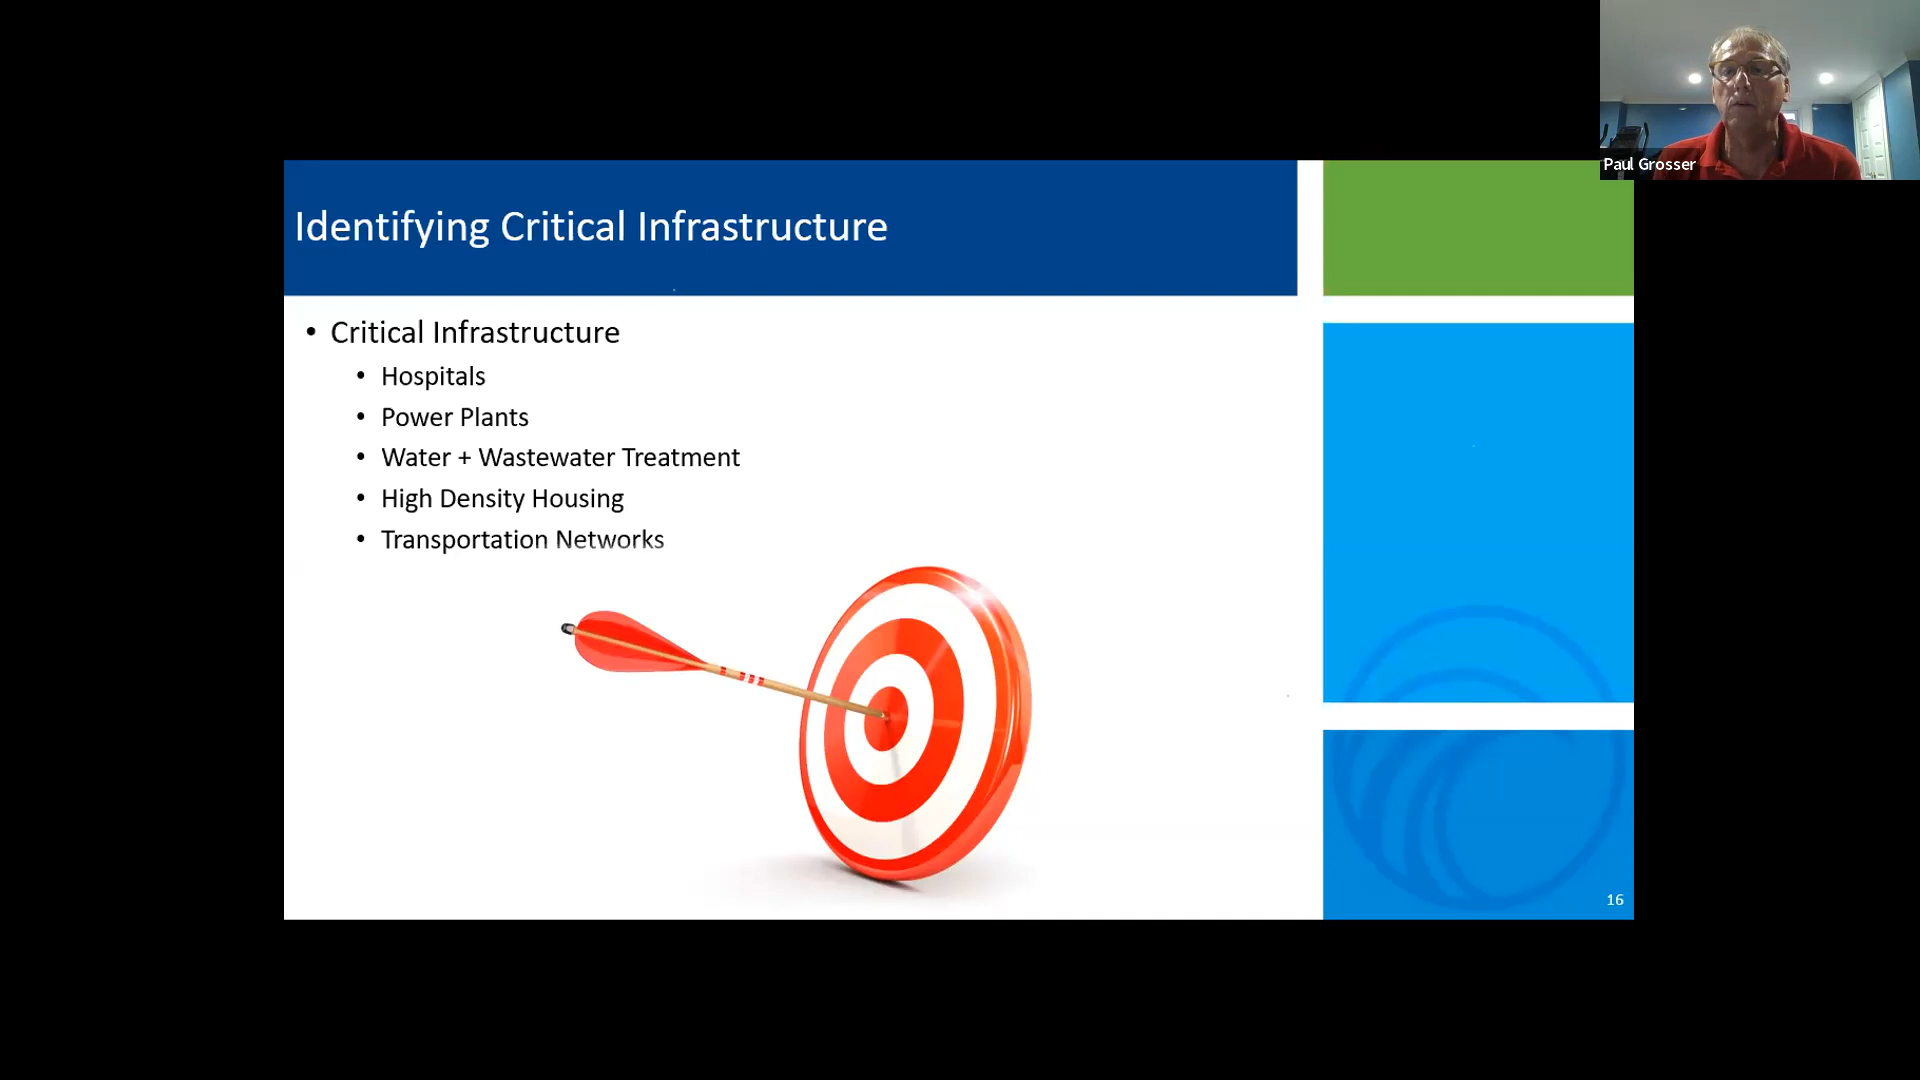 Paul Grosser
Identifying Critical Infrastructure
• Critical Infrastructure
• Hospitals
• Power Plants
• Water + Wastewater Treatment
• High Density Housing
• Transportation Networks
16